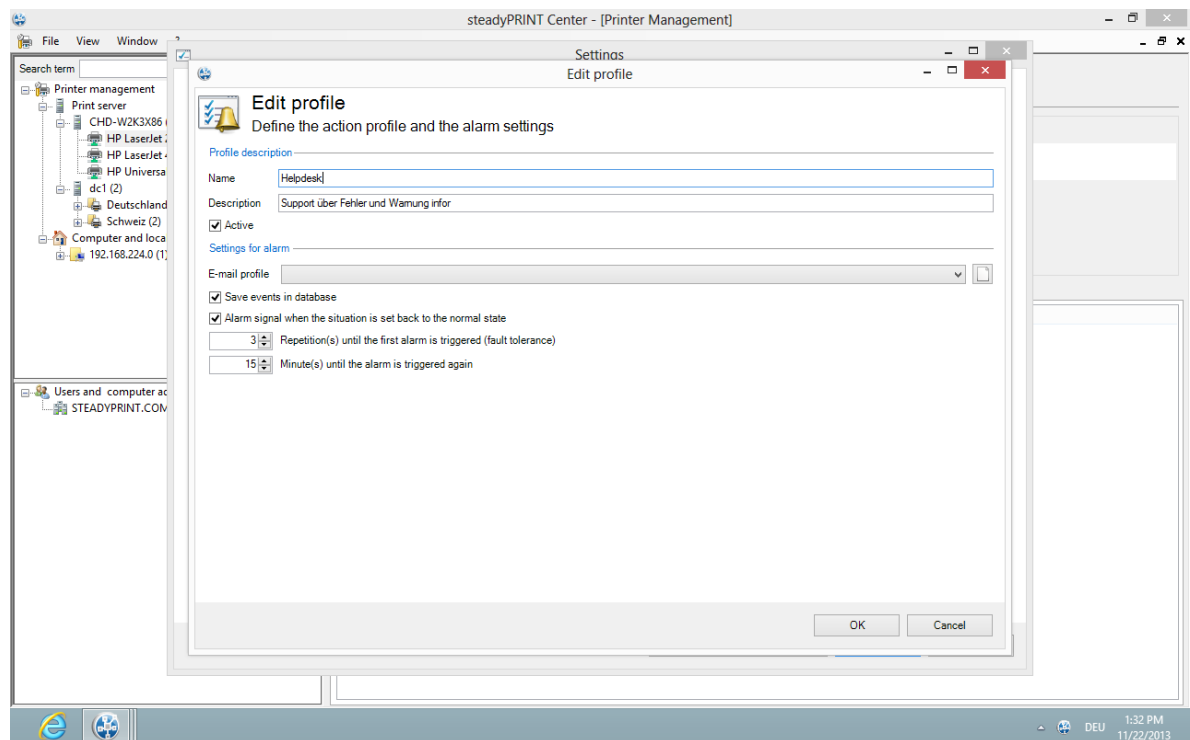 steadyPRINT Center - [Printer Management]
File View Window ?
Settings
Edit profile
Search term
Printer management
Print server
CHD-W2K3X86
HP LaserJet
HP LaserJet
HP Universa
dc1 (2)
Deutschland
Schweiz (2)
Computer and loca
192.168.224.0 (1)
Users and computer ac
STEADYPRINT.COM
Edit profile
Define the action profile and the alarm settings
Profile description
Name Helpdesk
Description Support über Fehler und Warnung infor
Active
Settings for alarm
E-mail profile
Save events in database
Alarm signal when the situation is set back to the normal state
3 Repetition(s) until the first alarm is triggered (fault tolerance)
15 Minute(s) until the alarm is triggered again
OK Cancel
DEU
1:32 PM
11/22/2013